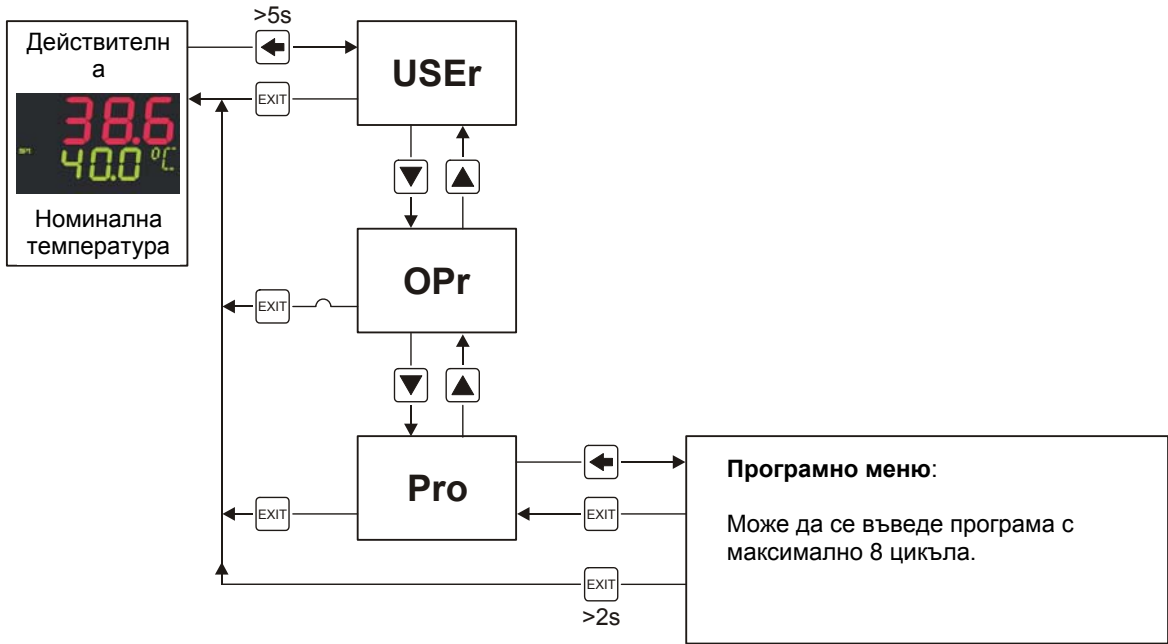 >5s
Действителн
а
USEr
EXIT
38.6
40.0 °C
Номинална
температура
OPr
EXIT
Pro
EXIT
Програмно меню:
EXIT
Може да се въведе програма с
максимално 8 цикъла.
EXIT
>2s